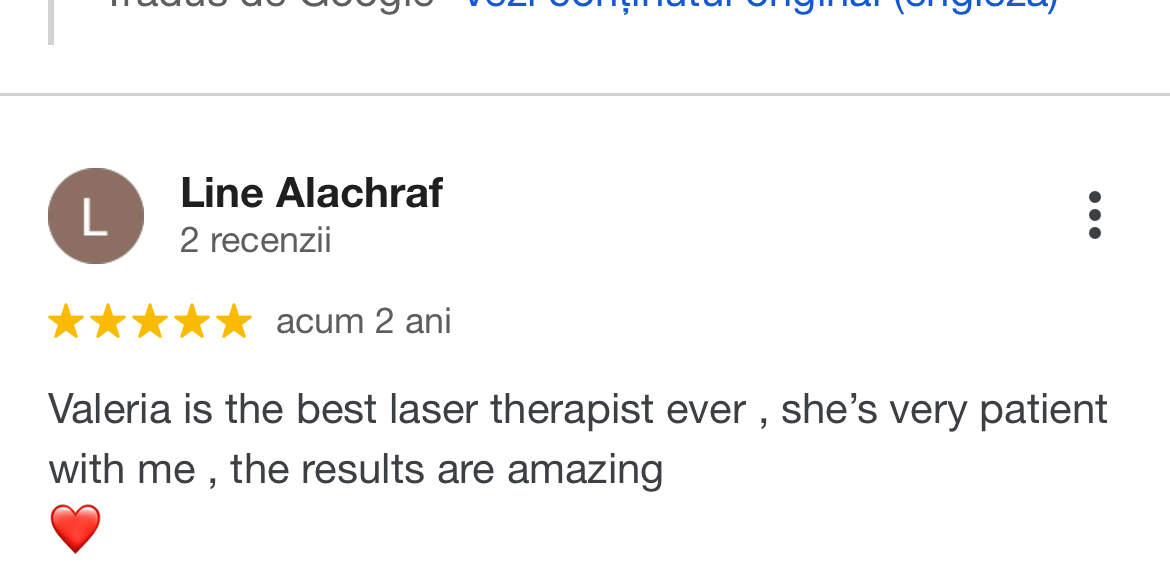 Tradus de Google Vezi conținutul original (engleză)
L
Line Alachraf
2 recenzii
acum 2 ani
Valeria is the best laser therapist ever , she’s very patient
with me , the results are amazing
❤️